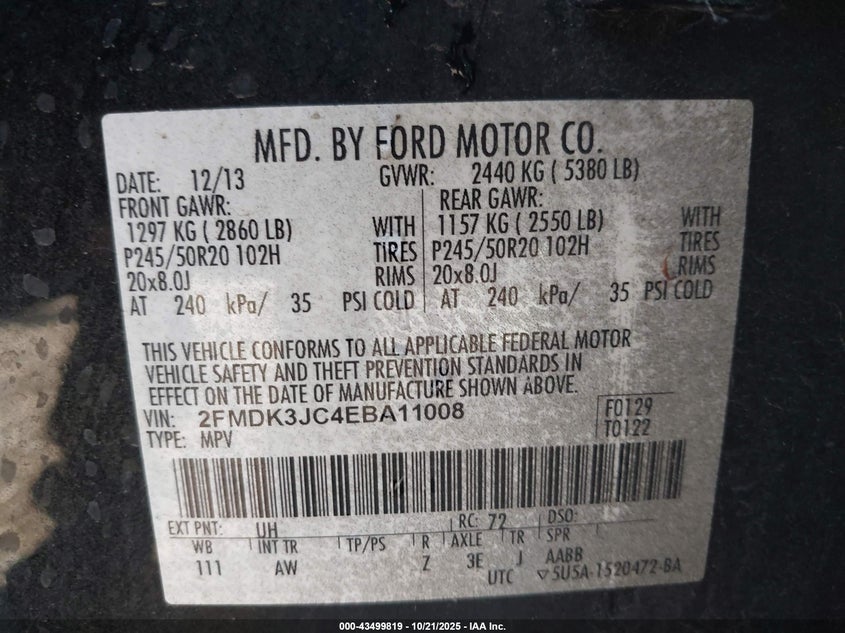 MFD. BY FORD MOTOR CO.
DATE: 12/13 GVWR: 2440 KG ( 5380 LB)
FRONT GAWR: REAR GAWR:
1297 KG ( 2860 LB) WITH 1157 KG ( 2550 LB) WITH
P245/50R20 102H TIRES P245/50R20 102H TIRES
20x8.0J RIMS 20x8.0J RIMS
AT 240 kPa/ 35 PSI COLD AT 240 kPa/ 35 PSI COLD
THIS VEHICLE CONFORMS TO ALL APPLICABLE FEDERAL MOTOR
VEHICLE SAFETY AND THEFT PREVENTION STANDARDS IN
EFFECT ON THE DATE OF MANUFACTURE SHOWN ABOVE.
VIN: 2FMDK3JC4EBA11008 F0129
TYPE: MPV T0122
EXT PNT: UH RC: 72 DSO:
WB INT TR TP/PS R AXLE TR SPR
111 AW Z 3E J AABB
UTC ▽5U5A-1520472-BA
000-43499819 - 10/21/2025 - IAA Inc.